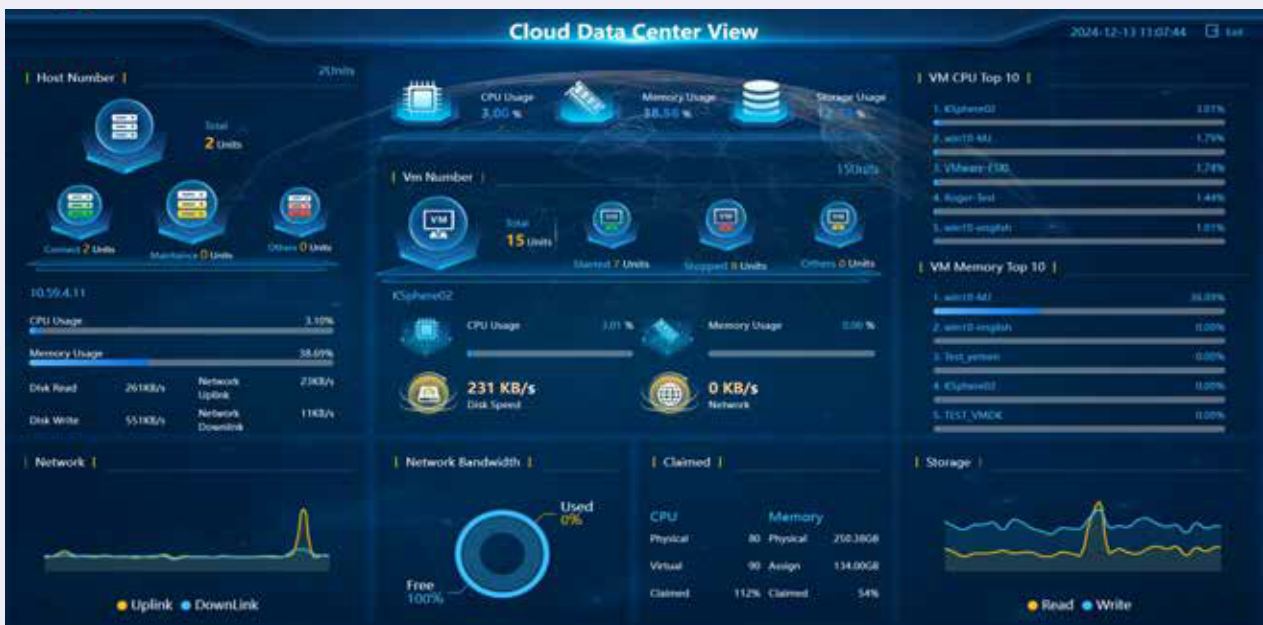 Cloud Data Center View
2024-12-13 11:07:44
Exit
Host Number
2Units
Total
2 Units
Connect 2 Units
Maintaince 0 Units
Others 0 Units
10.59.4.11
CPU Usage 3.10%
Memory Usage 38.69%
Disk Read 261KB/s Network Uplink 23KB/s
Disk Write 551KB/s Network Downlink 11KB/s
CPU Usage
3.00 %
Memory Usage
38.56 %
Storage Usage
Vm Number
15Units
VM
Total
15 Units
Started 7 Units
Stopped 8 Units
Others 0 Units
KSphere02
CPU Usage 3.01 %
Memory Usage 0.00 %
231 KB/s
Disk Speed
0 KB/s
Network
VM CPU Top 10
1. KSphere02 3.01%
2. win10-MJ 1.79%
3. VMware-ESXI 1.74%
4. Roger-Test 1.44%
5. win10-english 1.01%
VM Memory Top 10
1. win10-MJ
2. win10-english 0.00%
3. Test_yemen 0.00%
4. KSphere02 0.00%
5. TEST_VMDK 0.00%
Network
Uplink DownLink
Network Bandwidth
Used
0%
Free
100%
Claimed
CPU Memory
Physical 80 Physical 250.38GB
Virtual 90 Assign 134.00GB
Claimed 112% Claimed 54%
Storage
Read Write